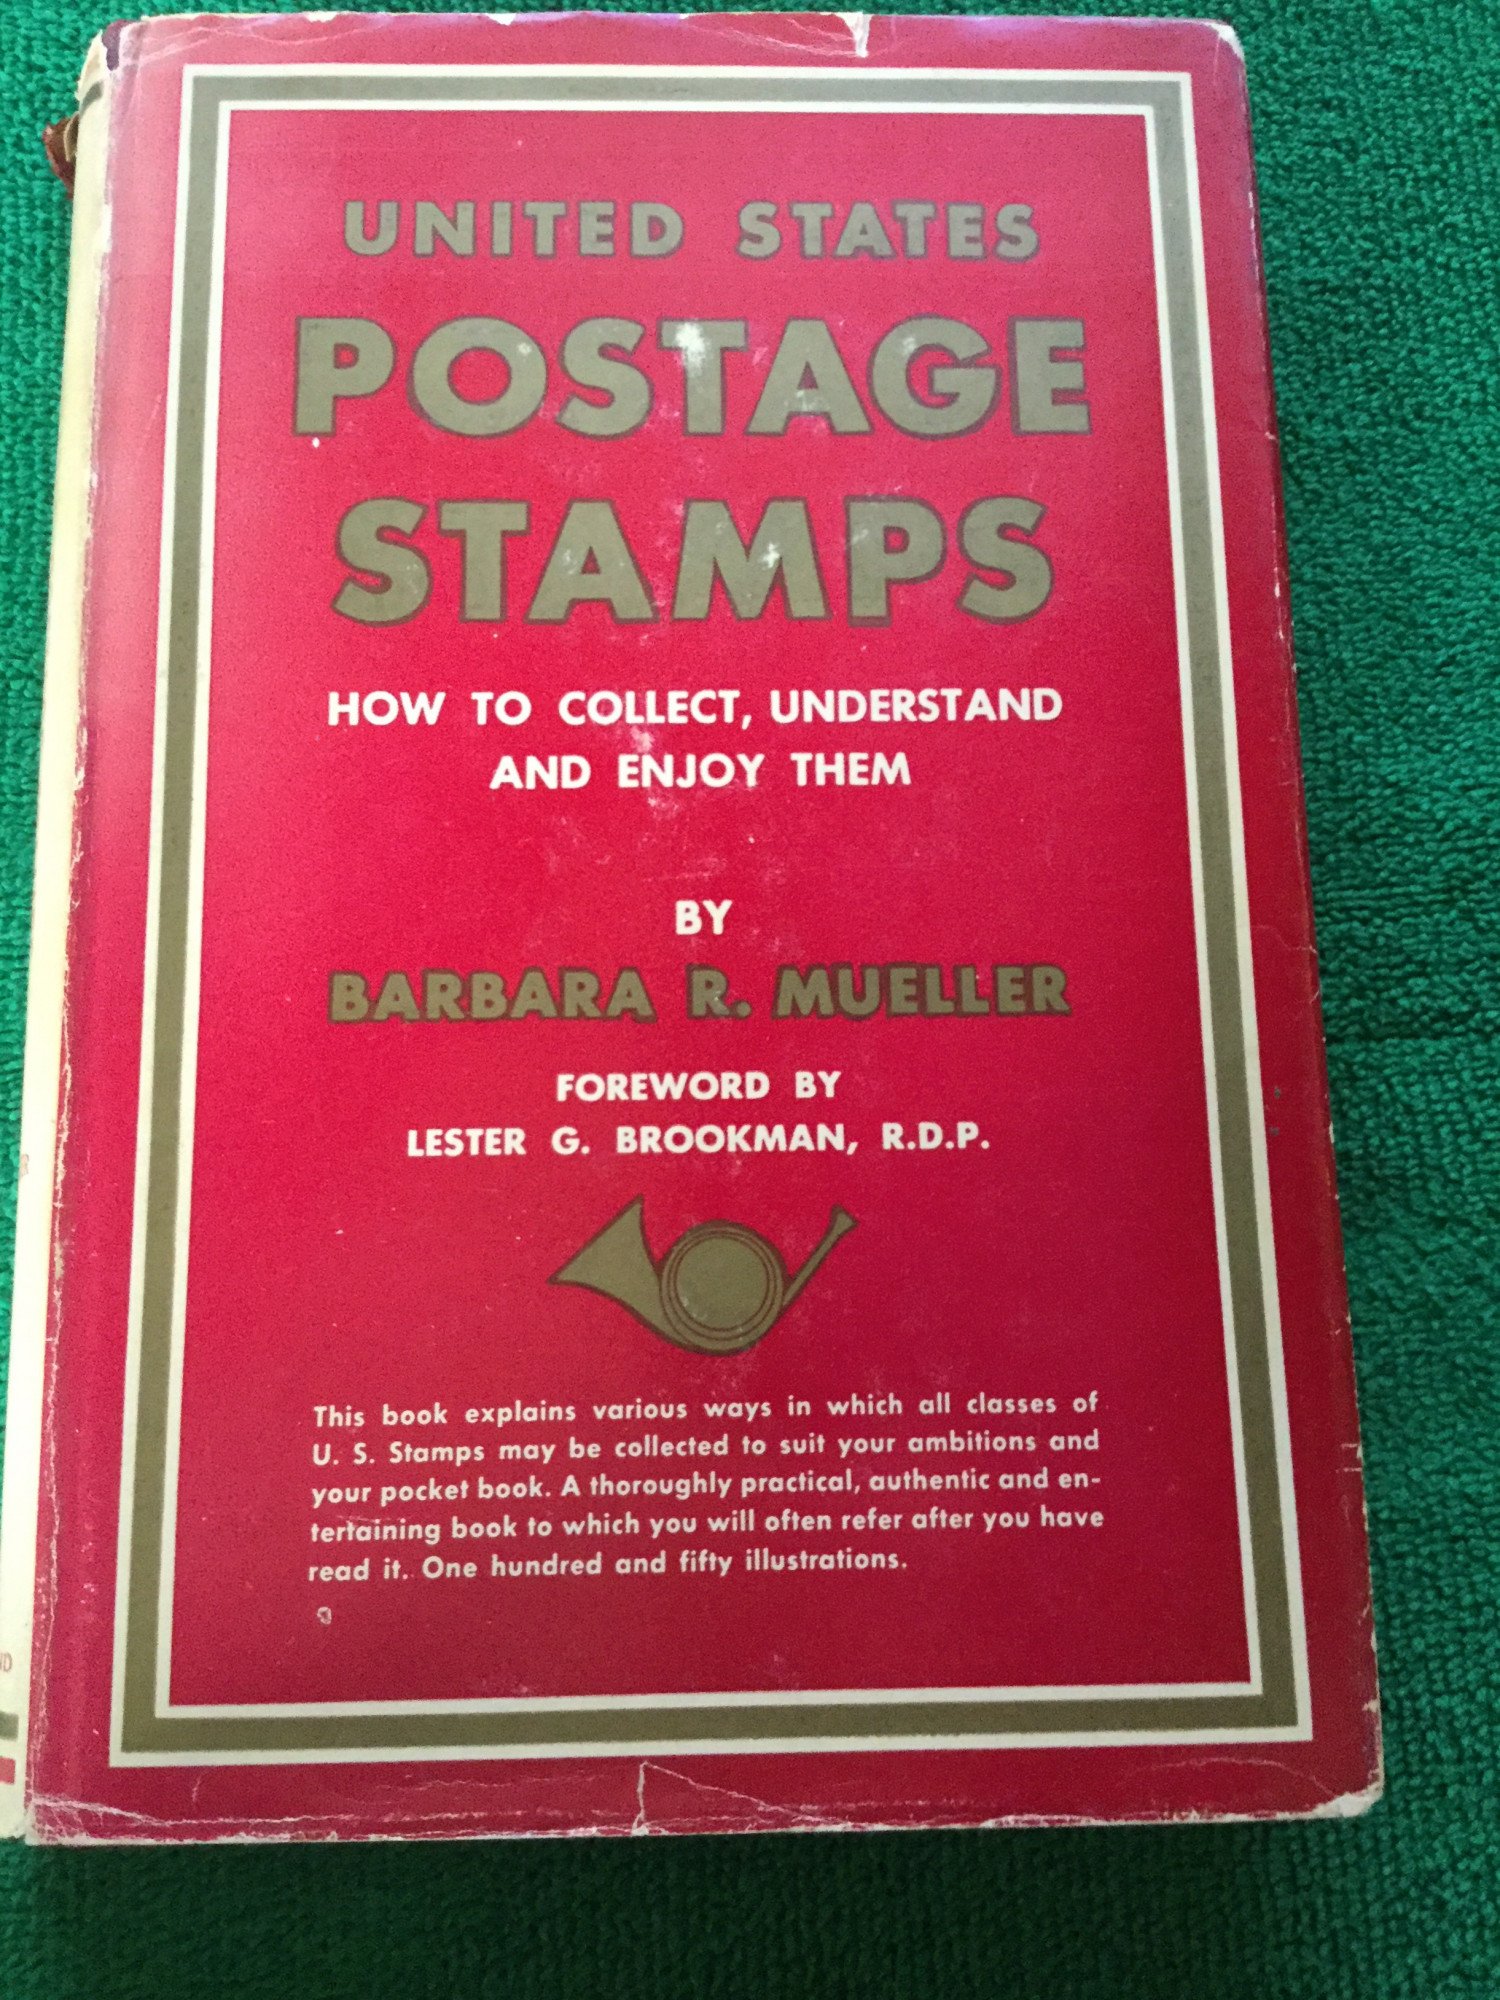 UNITED STATES
POSTAGE
STAMPS
HOW TO COLLECT, UNDERSTAND
AND ENJOY THEM
BY
BARBARA R. MUELLER
FOREWORD BY
LESTER G. BROOKMAN, R.D.P.
This book explains various ways in which all classes of
U. S. Stamps may be collected to suit your ambitions and
your pocket book. A thoroughly practical, authentic and en-
tertaining book to which you will often refer after you have
read it. One hundred and fifty illustrations.